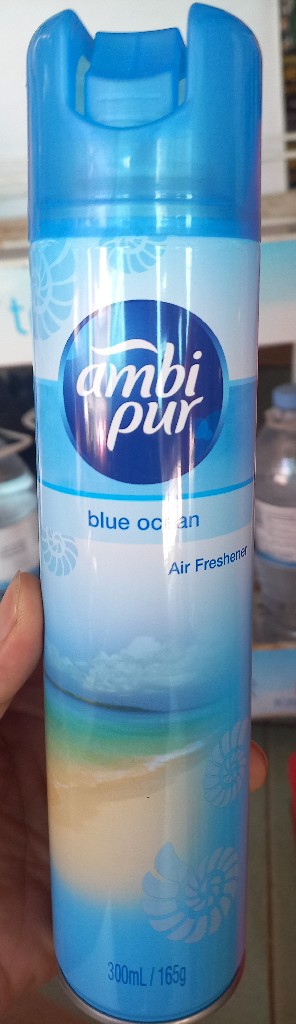 ambi
pur
blue ocean
Air Freshener
300mL / 165g